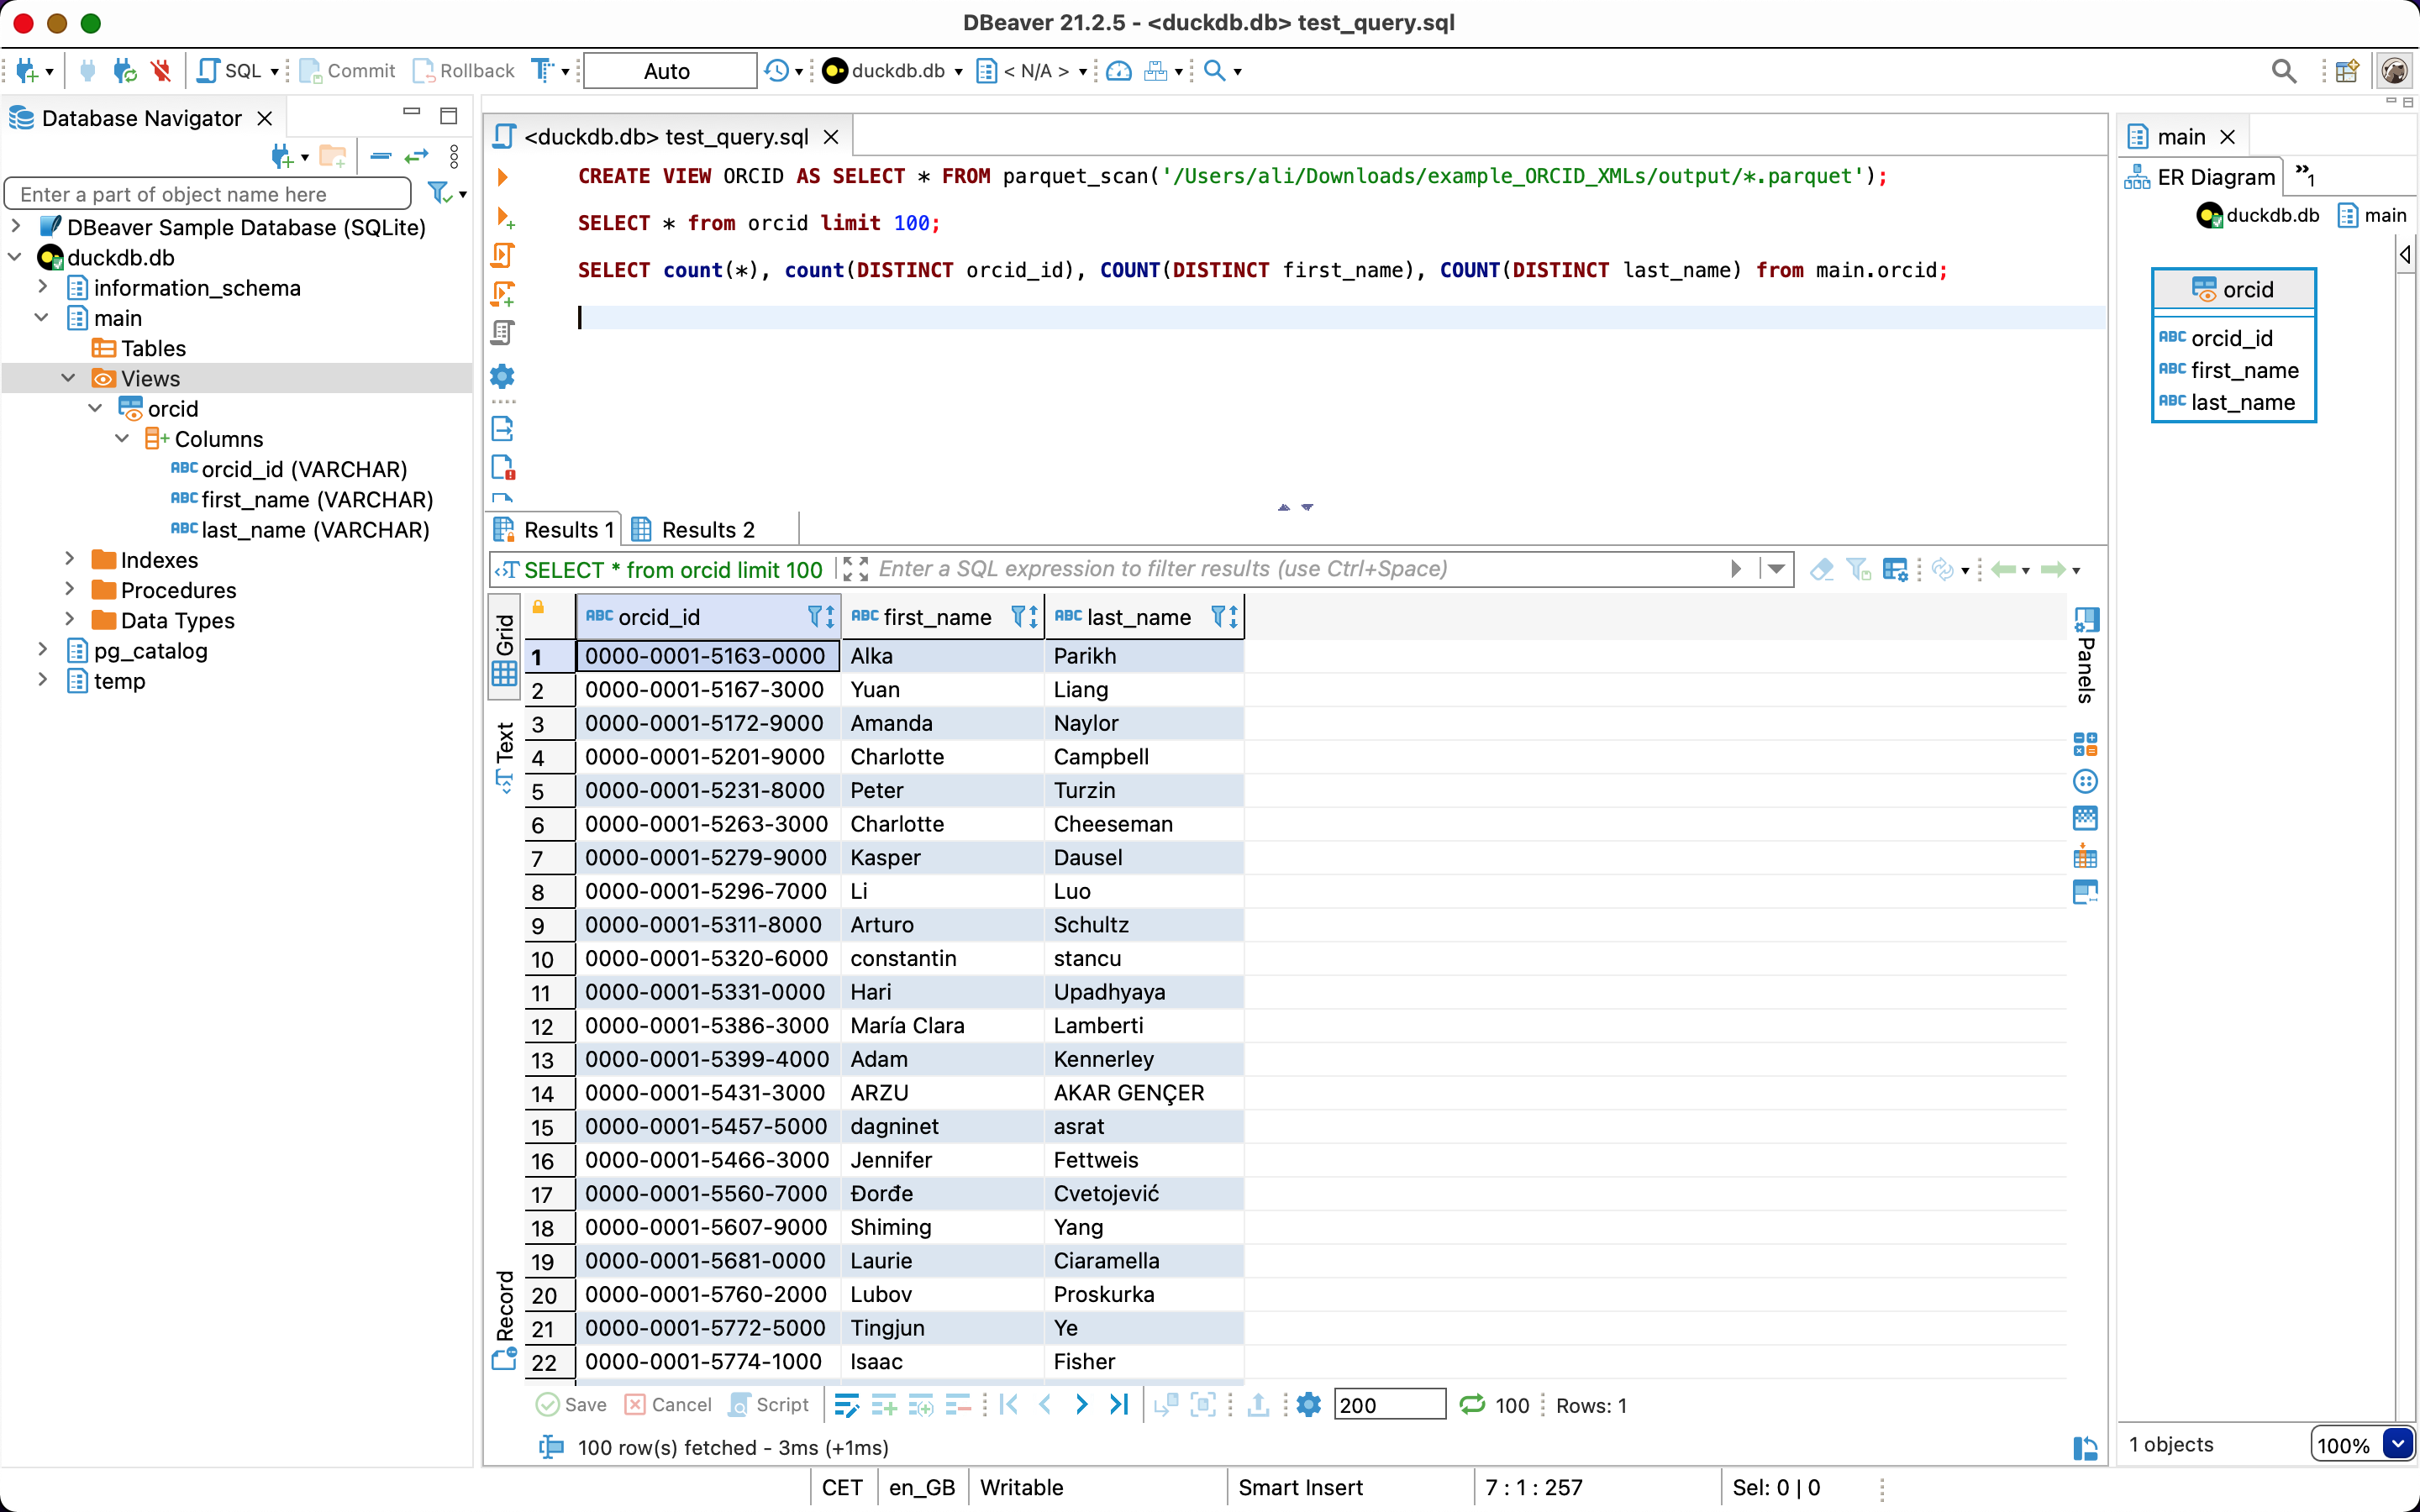 DBeaver 21.2.5 - <duckdb.db> test_query.sql
SQL
Commit
Rollback
Auto
duckdb.db
< N/A >
Database Navigator
Enter a part of object name here
DBeaver Sample Database (SQLite)
duckdb.db
information_schema
main
Tables
Views
orcid
Columns
ABC orcid_id (VARCHAR)
ABC first_name (VARCHAR)
ABC last_name (VARCHAR)
Indexes
Procedures
Data Types
pg_catalog
temp
<duckdb.db> test_query.sql
CREATE VIEW ORCID AS SELECT * FROM parquet_scan('/Users/ali/Downloads/example_ORCID_XMLs/output/*.parquet');
SELECT * from orcid limit 100;
SELECT count(*), count(DISTINCT orcid_id), COUNT(DISTINCT first_name), COUNT(DISTINCT last_name) from main.orcid;
Results 1
Results 2
SELECT * from orcid limit 100
Enter a SQL expression to filter results (use Ctrl+Space)
Grid
Text
Record
ABC orcid_id ABC first_name ABC last_name
1 0000-0001-5163-0000 Alka Parikh
2 0000-0001-5167-3000 Yuan Liang
3 0000-0001-5172-9000 Amanda Naylor
4 0000-0001-5201-9000 Charlotte Campbell
5 0000-0001-5231-8000 Peter Turzin
6 0000-0001-5263-3000 Charlotte Cheeseman
7 0000-0001-5279-9000 Kasper Dausel
8 0000-0001-5296-7000 Li Luo
9 0000-0001-5311-8000 Arturo Schultz
10 0000-0001-5320-6000 constantin stancu
11 0000-0001-5331-0000 Hari Upadhyaya
12 0000-0001-5386-3000 María Clara Lamberti
13 0000-0001-5399-4000 Adam Kennerley
14 0000-0001-5431-3000 ARZU AKAR GENÇER
15 0000-0001-5457-5000 dagninet asrat
16 0000-0001-5466-3000 Jennifer Fettweis
17 0000-0001-5560-7000 Đorđe Cvetojević
18 0000-0001-5607-9000 Shiming Yang
19 0000-0001-5681-0000 Laurie Ciaramella
20 0000-0001-5760-2000 Lubov Proskurka
21 0000-0001-5772-5000 Tingjun Ye
22 0000-0001-5774-1000 Isaac Fisher
Panels
Save
Cancel
Script
200
100
Rows: 1
100 row(s) fetched - 3ms (+1ms)
main
ER Diagram
»1
duckdb.db
main
orcid
ABC orcid_id
ABC first_name
ABC last_name
1 objects
100%
CET
en_GB
Writable
Smart Insert
7 : 1 : 257
Sel: 0 | 0